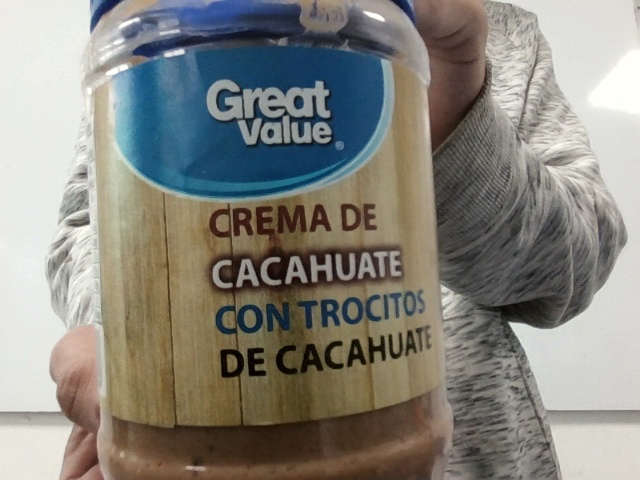 Great
Value®
CREMA DE
CACAHUATE
CON TROCITOS
DE CACAHUATE